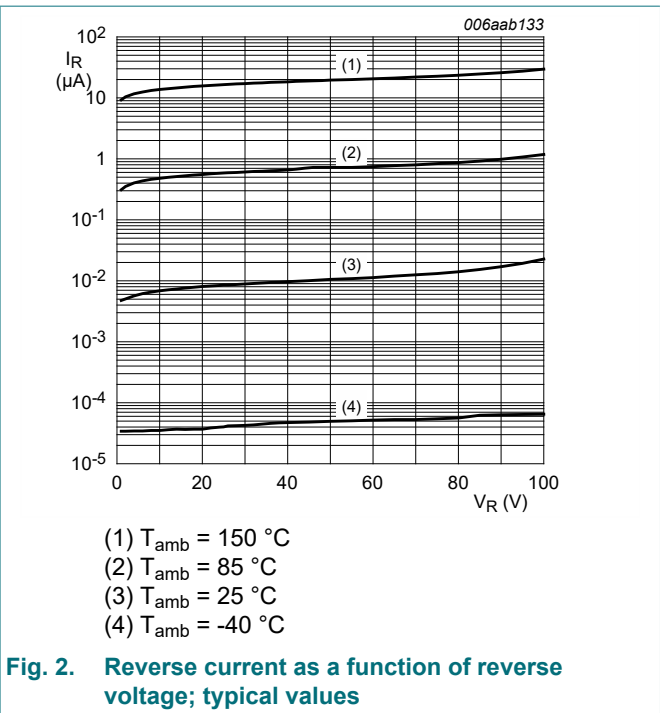 006aab133
10²
I_R
(µA)
10
1
10⁻¹
10⁻²
10⁻³
10⁻⁴
10⁻⁵
(1)
(2)
(3)
(4)
0 20 40 60 80 100
V_R (V)
(1) T_amb = 150 °C
(2) T_amb = 85 °C
(3) T_amb = 25 °C
(4) T_amb = -40 °C
Fig. 2. Reverse current as a function of reverse
voltage; typical values